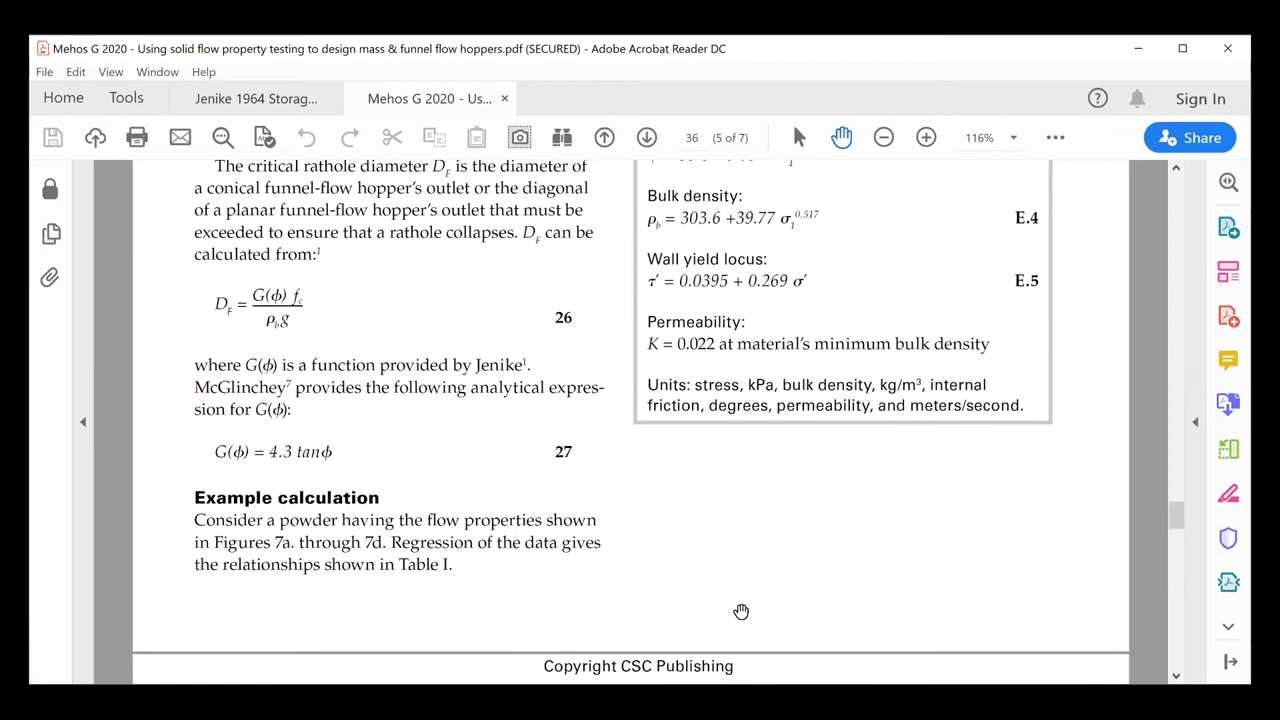 Mehos G 2020 - Using solid flow property testing to design mass & funnel flow hoppers.pdf (SECURED) - Adobe Acrobat Reader DC
File Edit View Window Help
Home Tools Jenike 1964 Storag... Mehos G 2020 - Us... ×
? Sign In
36 (5 of 7) 116% Share
The critical rathole diameter D_F is the diameter of
a conical funnel-flow hopper's outlet or the diagonal
of a planar funnel-flow hopper's outlet that must be
exceeded to ensure that a rathole collapses. D_F can be
calculated from:¹
D_F = G(ϕ) f_c / ρ_b g 26
where G(ϕ) is a function provided by Jenike¹.
McGlinchey⁷ provides the following analytical expres-
sion for G(ϕ):
G(ϕ) = 4.3 tanϕ 27
Example calculation
Consider a powder having the flow properties shown
in Figures 7a. through 7d. Regression of the data gives
the relationships shown in Table I.
Bulk density:
ρ_b = 303.6 +39.77 σ_1^0.517 E.4
Wall yield locus:
τ′ = 0.0395 + 0.269 σ′ E.5
Permeability:
K = 0.022 at material's minimum bulk density
Units: stress, kPa, bulk density, kg/m³, internal
friction, degrees, permeability, and meters/second.
Copyright CSC Publishing